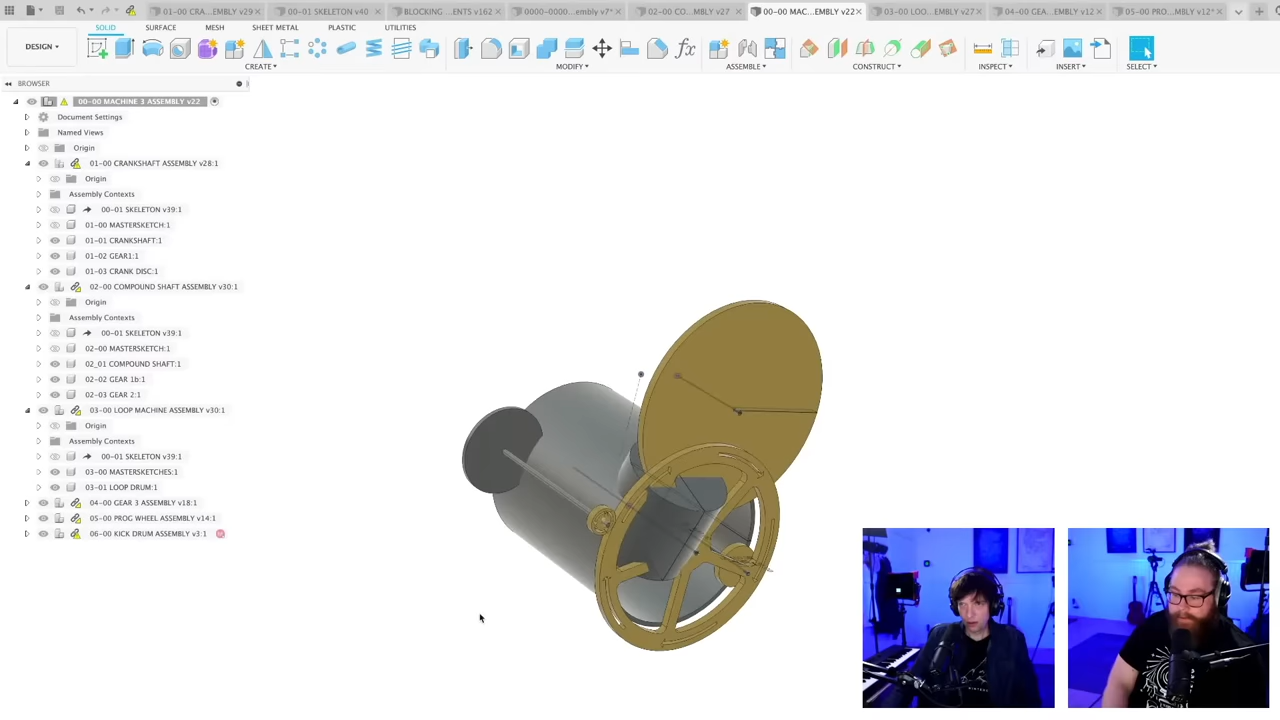 01-00 CRA...EMBLY v29*
00-01 SKELETON v40
BLOCKING ...ENTS v162
0000-0000...embly v7*
02-00 CO...MBLY v27
00-00 MAC...EMBLY v22
03-00 LOO...EMBLY v27
04-00 GEA...EMBLY v12
05-00 PRO...MBLY v12*
SOLID
SURFACE
MESH
SHEET METAL
PLASTIC
UTILITIES
DESIGN
CREATE
MODIFY
ASSEMBLE
CONSTRUCT
INSPECT
INSERT
SELECT
BROWSER
00-00 MACHINE 3 ASSEMBLY v22
Document Settings
Named Views
Origin
01-00 CRANKSHAFT ASSEMBLY v28:1
Origin
Assembly Contexts
00-01 SKELETON v39:1
01-00 MASTERSKETCH:1
01-01 CRANKSHAFT:1
01-02 GEAR1:1
01-03 CRANK DISC:1
02-00 COMPOUND SHAFT ASSEMBLY v30:1
Origin
Assembly Contexts
00-01 SKELETON v39:1
02-00 MASTERSKETCH:1
02_01 COMPOUND SHAFT:1
02-02 GEAR 1b:1
02-03 GEAR 2:1
03-00 LOOP MACHINE ASSEMBLY v30:1
Origin
Assembly Contexts
00-01 SKELETON v39:1
03-00 MASTERSKETCHES:1
03-01 LOOP DRUM:1
04-00 GEAR 3 ASSEMBLY v18:1
05-00 PROG WHEEL ASSEMBLY v14:1
06-00 KICK DRUM ASSEMBLY v3:1